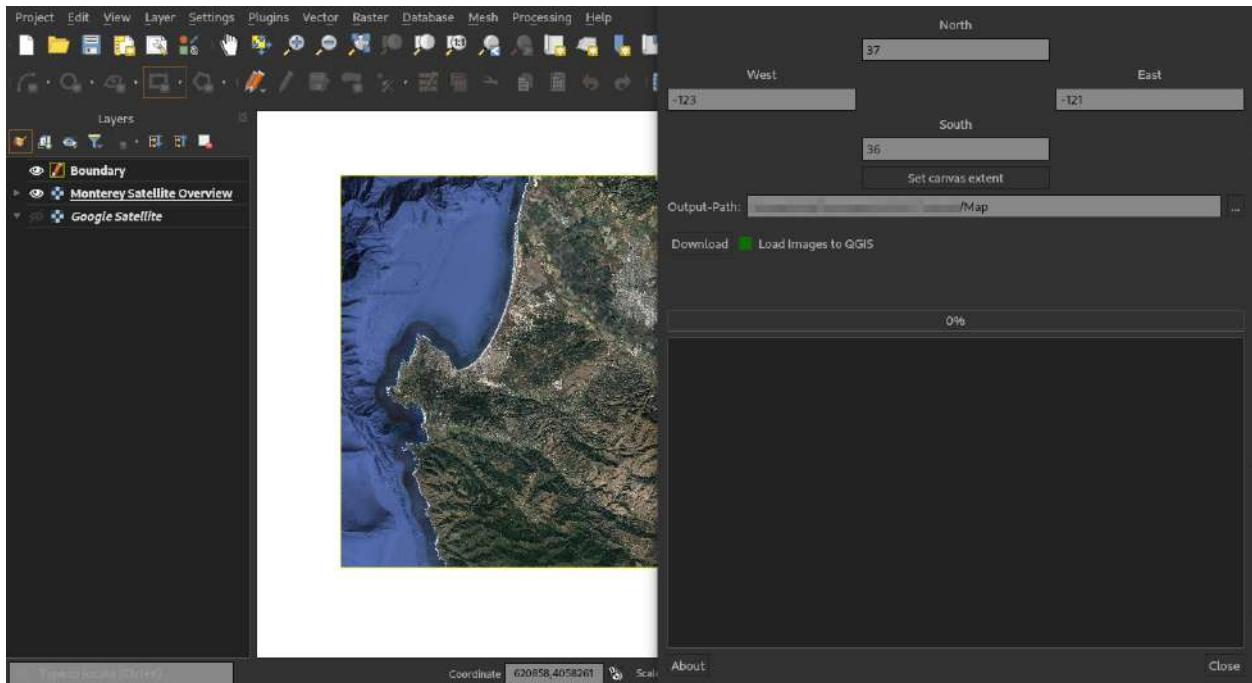 Project Edit View Layer Settings Plugins Vector Raster Database Mesh Processing Help
Layers
Boundary
Monterey Satellite Overview
Google Satellite
Coordinate 620858,4058261 Scale
North
37
West East
-123 -121
South
36
Set canvas extent
Output-Path: /Map ...
Download Load Images to QGIS
0%
About Close